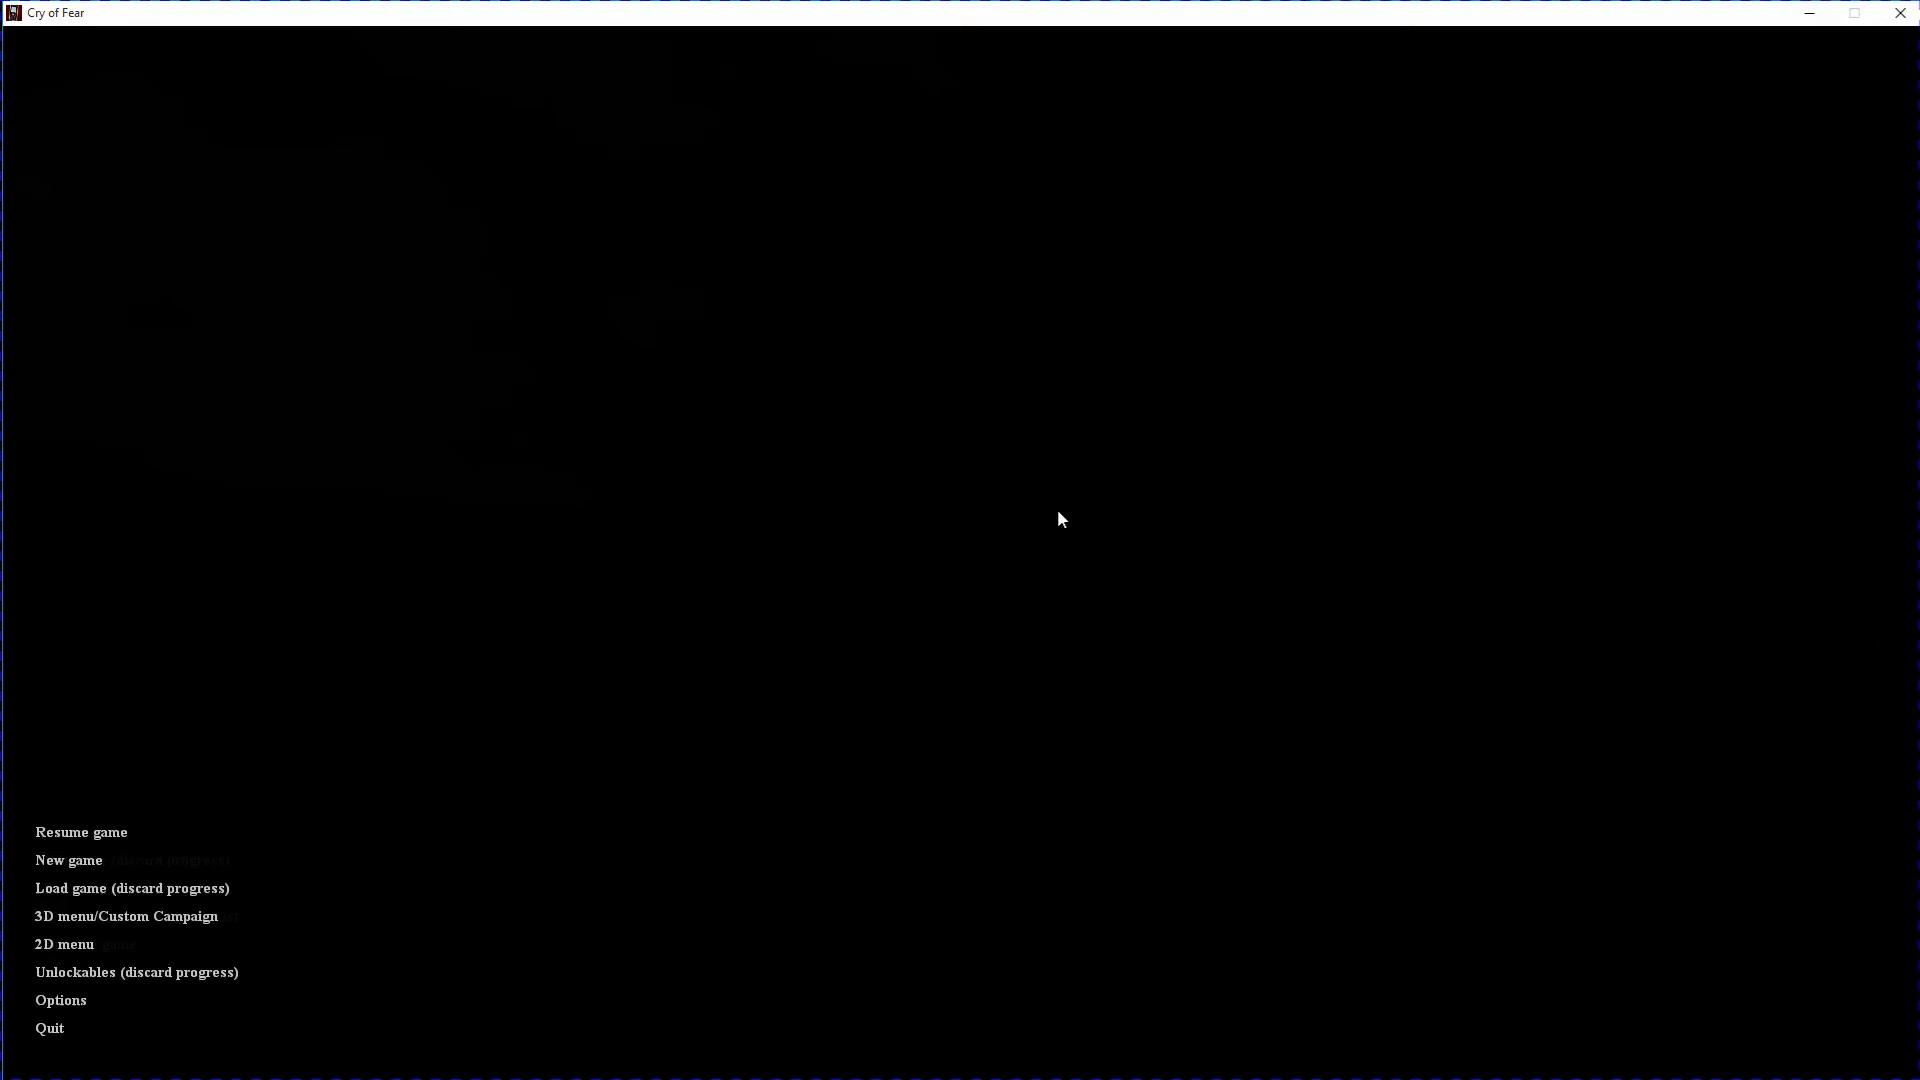 Cry of Fear
Resume game
New game
Load game (discard progress)
3D menu/Custom Campaign
2D menu
Unlockables (discard progress)
Options
Quit